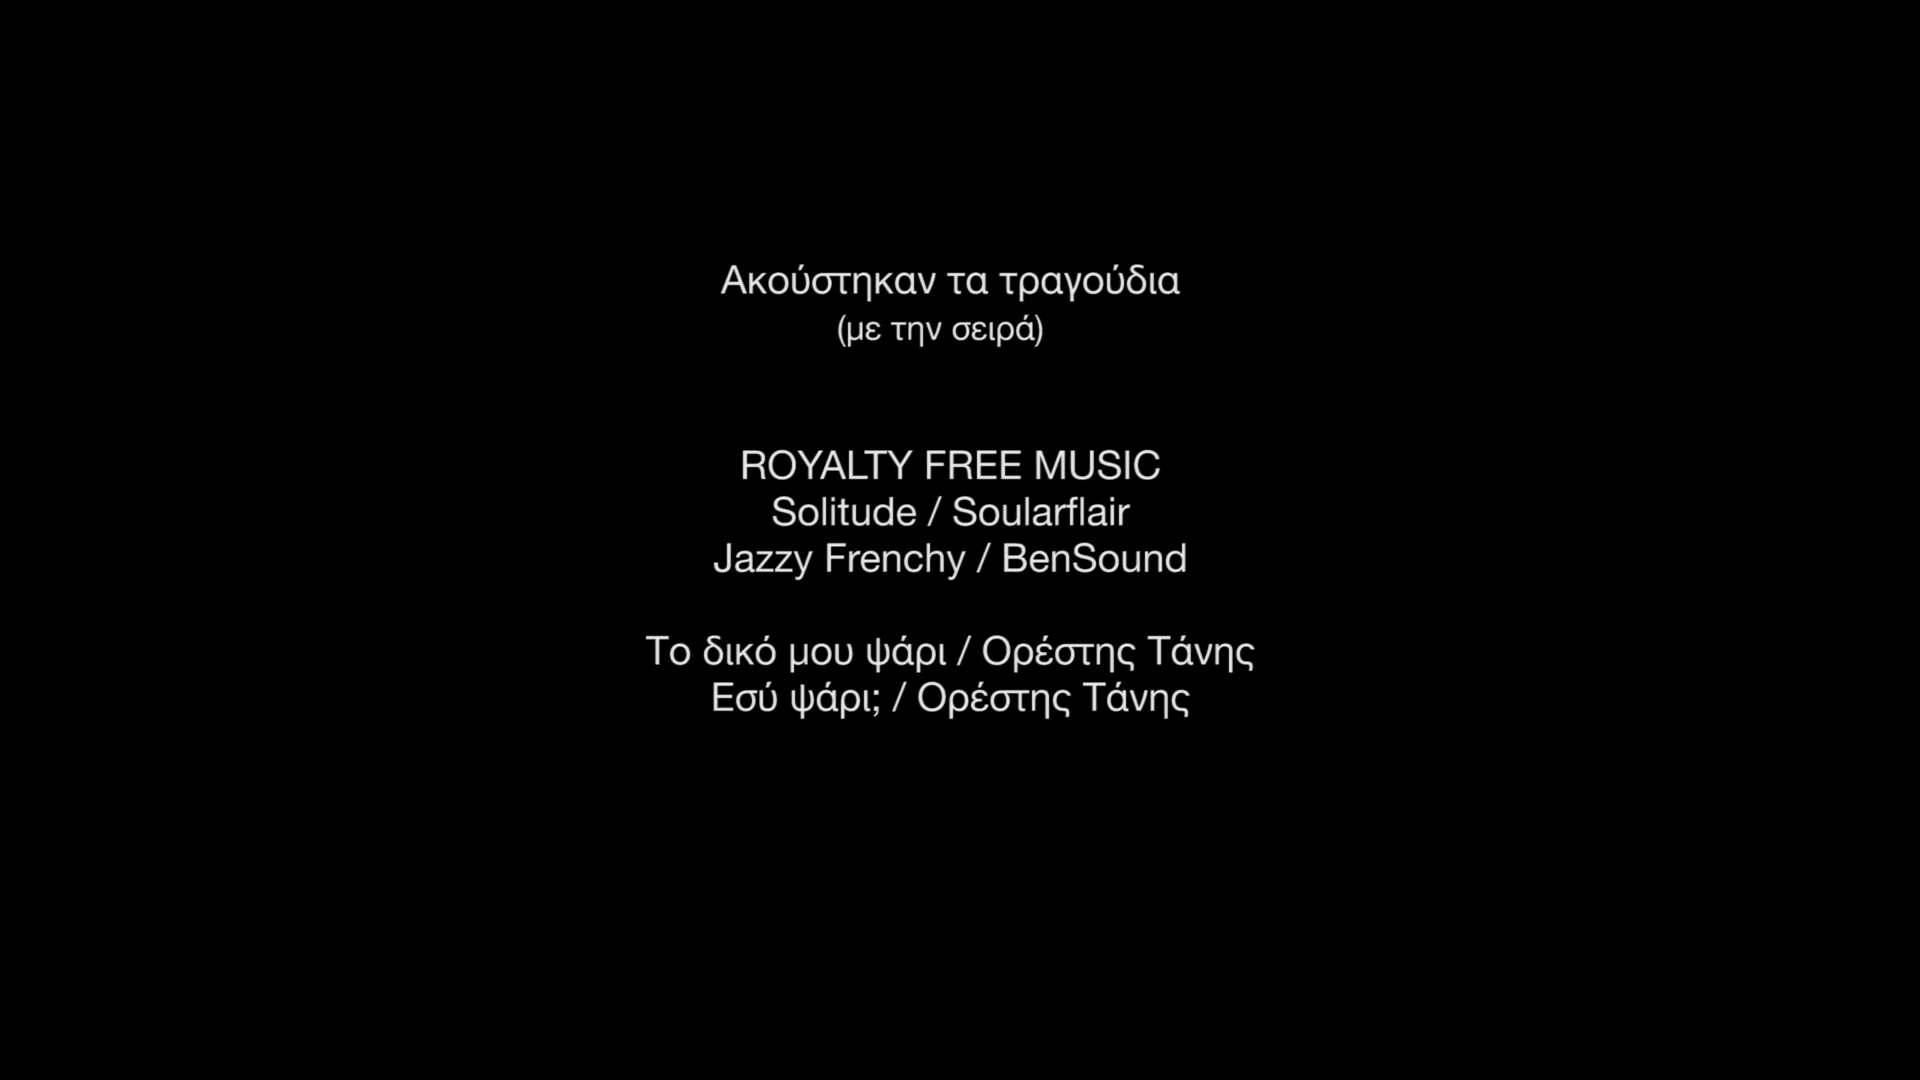 Ακούστηκαν τα τραγούδια
(με την σειρά)
ROYALTY FREE MUSIC
Solitude / Soularflair
Jazzy Frenchy / BenSound
Το δικό μου ψάρι / Ορέστης Τάνης
Εσύ ψάρι; / Ορέστης Τάνης